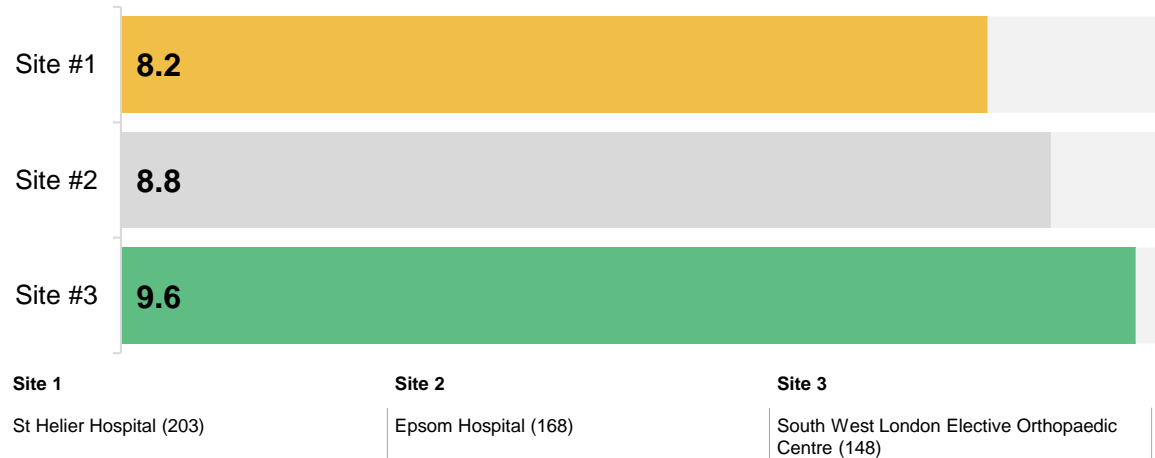 Site #1 8.2
Site #2 8.8
Site #3 9.6
Site 1 Site 2 Site 3
St Helier Hospital (203) Epsom Hospital (168) South West London Elective Orthopaedic
Centre (148)